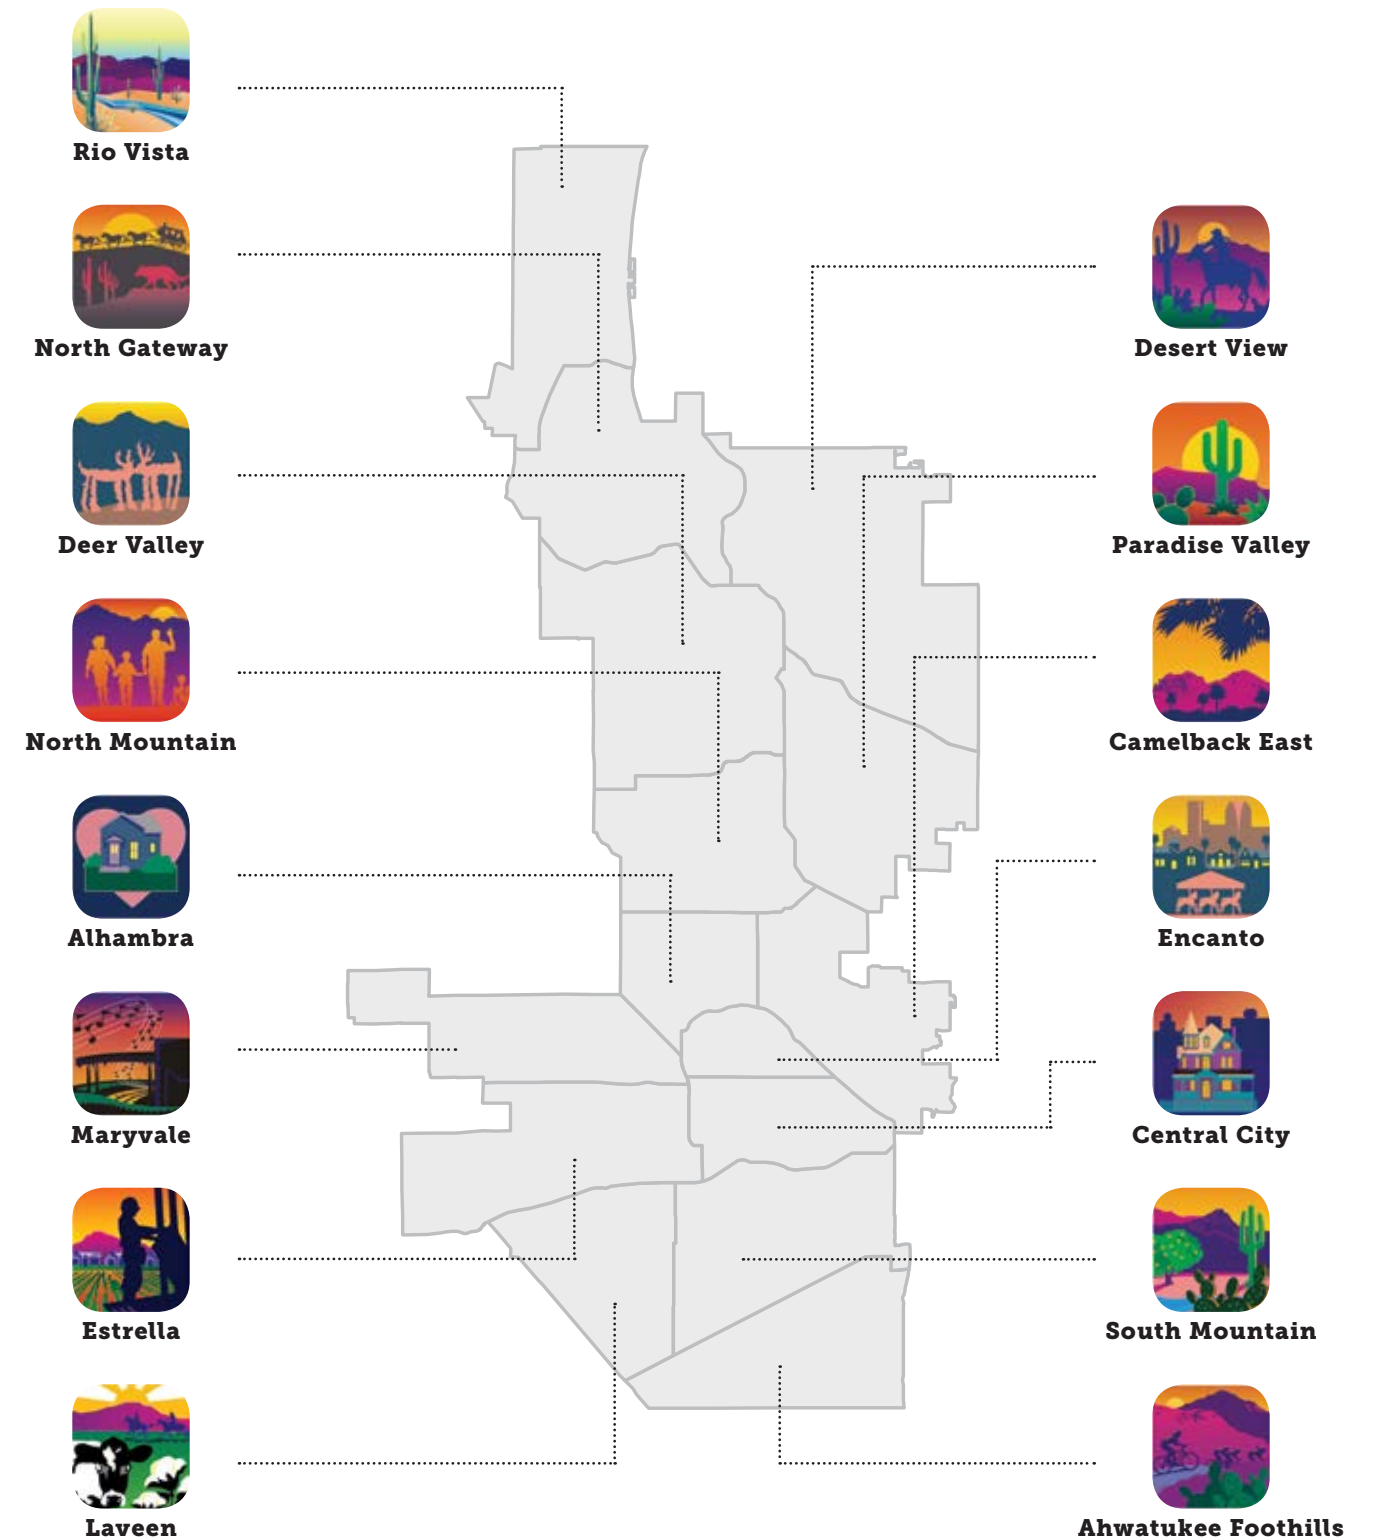 Rio Vista
North Gateway
Deer Valley
North Mountain
Alhambra
Maryvale
Estrella
Laveen
Desert View
Paradise Valley
Camelback East
Encanto
Central City
South Mountain
Ahwatukee Foothills